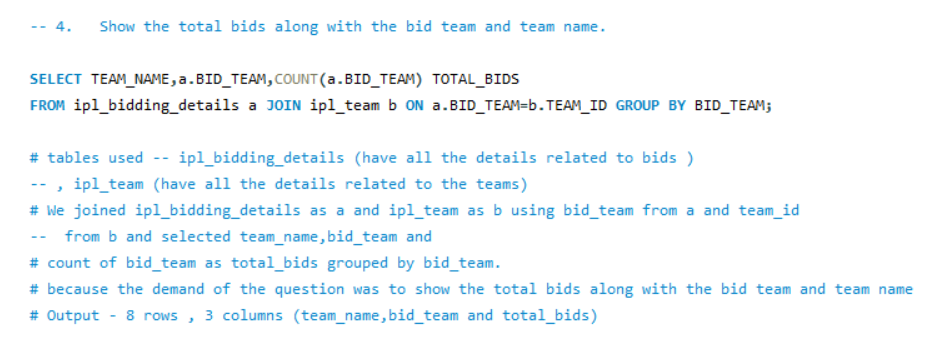 -- 4.   Show the total bids along with the bid team and team name.
SELECT TEAM_NAME,a.BID_TEAM,COUNT(a.BID_TEAM) TOTAL_BIDS
FROM ipl_bidding_details a JOIN ipl_team b ON a.BID_TEAM=b.TEAM_ID GROUP BY BID_TEAM;
# tables used -- ipl_bidding_details (have all the details related to bids )
-- , ipl_team (have all the details related to the teams)
# We joined ipl_bidding_details as a and ipl_team as b using bid_team from a and team_id
--  from b and selected team_name,bid_team and
# count of bid_team as total_bids grouped by bid_team.
# because the demand of the question was to show the total bids along with the bid team and team name
# Output - 8 rows , 3 columns (team_name,bid_team and total_bids)